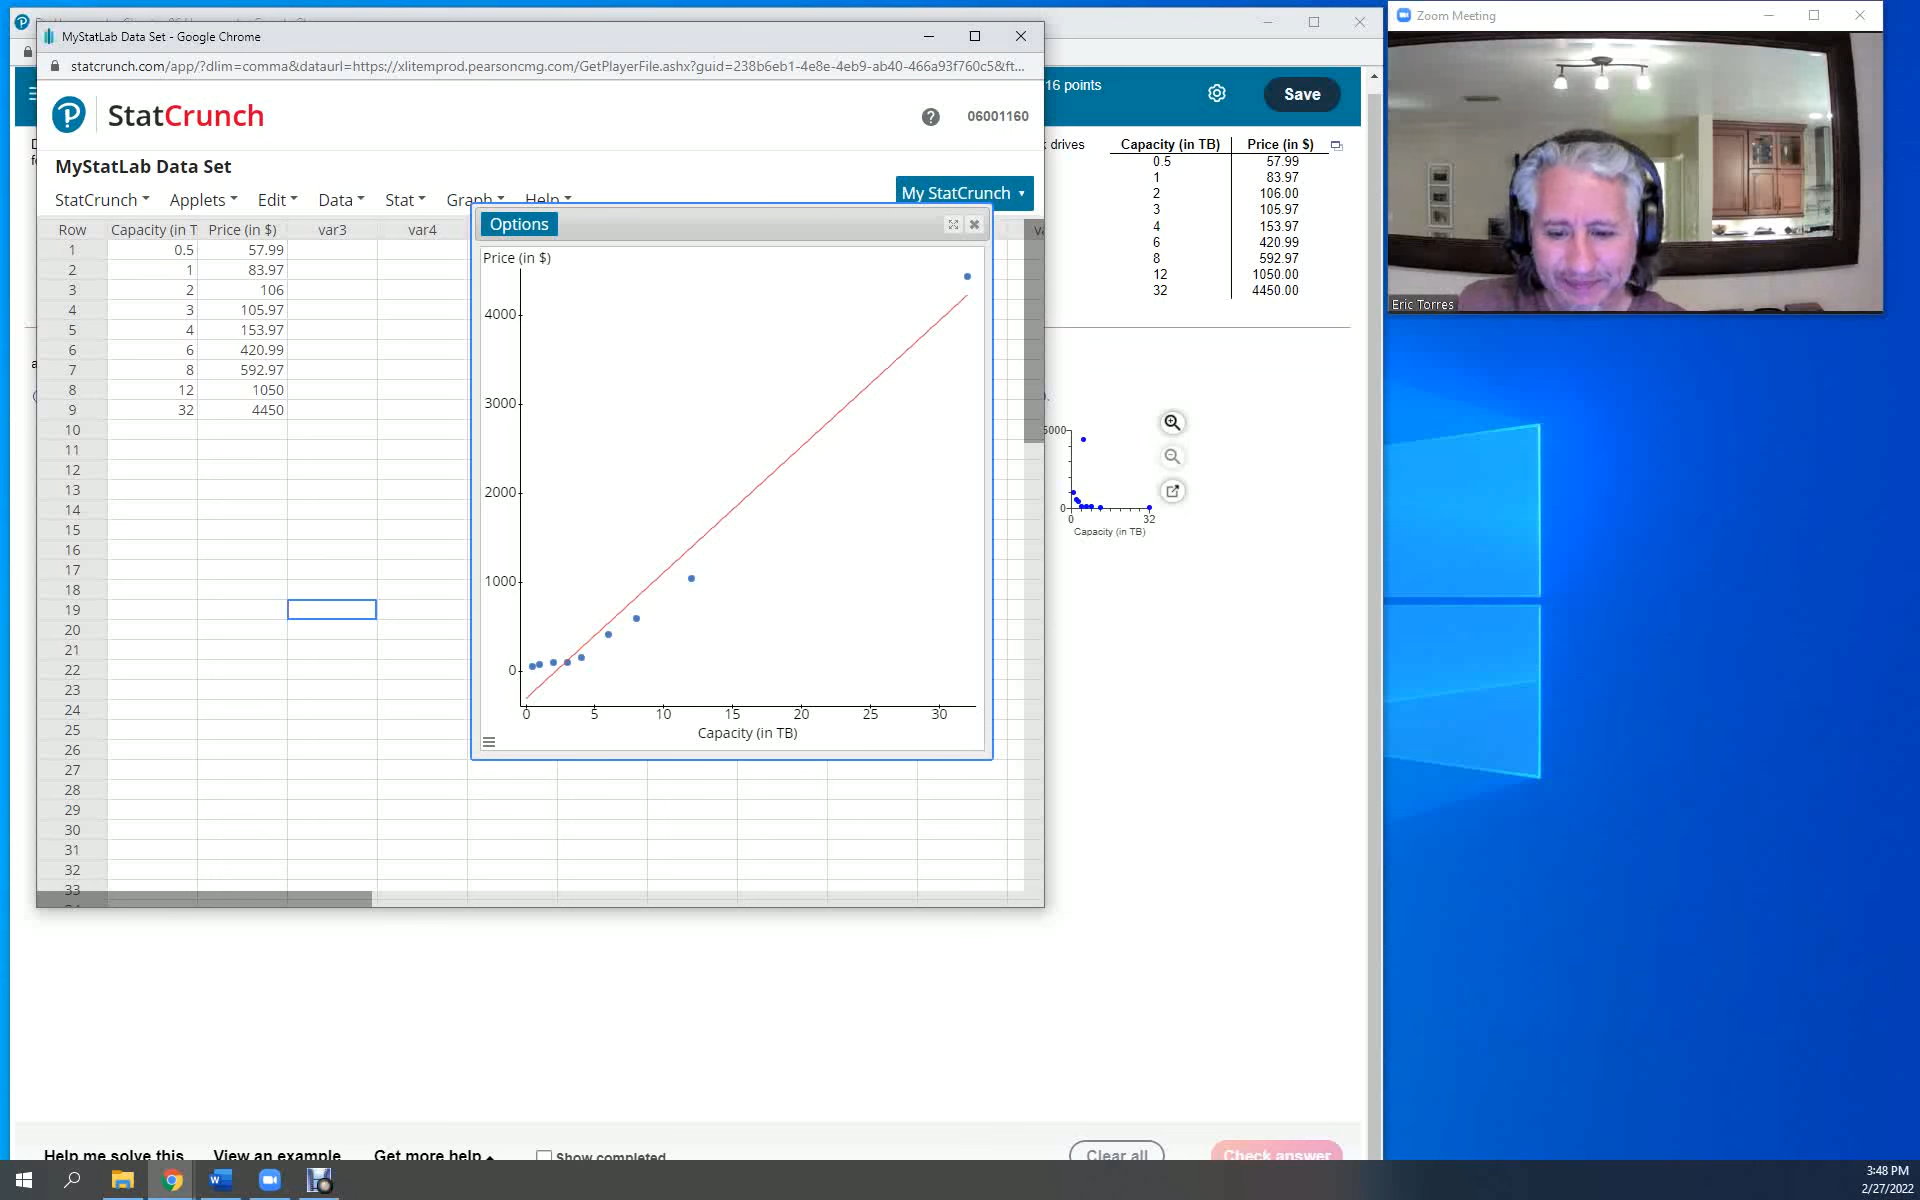 MyStatLab Data Set - Google Chrome
statcrunch.com/app/?dlim=comma&dataurl=https://xlitemprod.pearsoncmg.com/GetPlayerFile.ashx?guid=238b6eb1-4e8e-4eb9-ab40-466a93f760c5&ft...
StatCrunch
06001160
MyStatLab Data Set
StatCrunch Applets Edit Data Stat Graph Help
My StatCrunch
Row Capacity (in T Price (in $) var3 var4
1 0.5 57.99
2 1 83.97
3 2 106
4 3 105.97
5 4 153.97
6 6 420.99
7 8 592.97
8 12 1050
9 32 4450
10
11
12
13
14
15
16
17
18
19
20
21
22
23
24
25
26
27
28
29
30
31
32
33
Options
Price (in $)
4000
3000
2000
1000
0
0 5 10 15 20 25 30
Capacity (in TB)
16 points
Save
drives
Capacity (in TB) Price (in $)
0.5 57.99
1 83.97
2 106.00
3 105.97
4 153.97
6 420.99
8 592.97
12 1050.00
32 4450.00
5000
0
0 32
Capacity (in TB)
Help me solve this View an example Get more help Show completed
Clear all Check answer
Zoom Meeting
Eric Torres
3:48 PM
2/27/2022